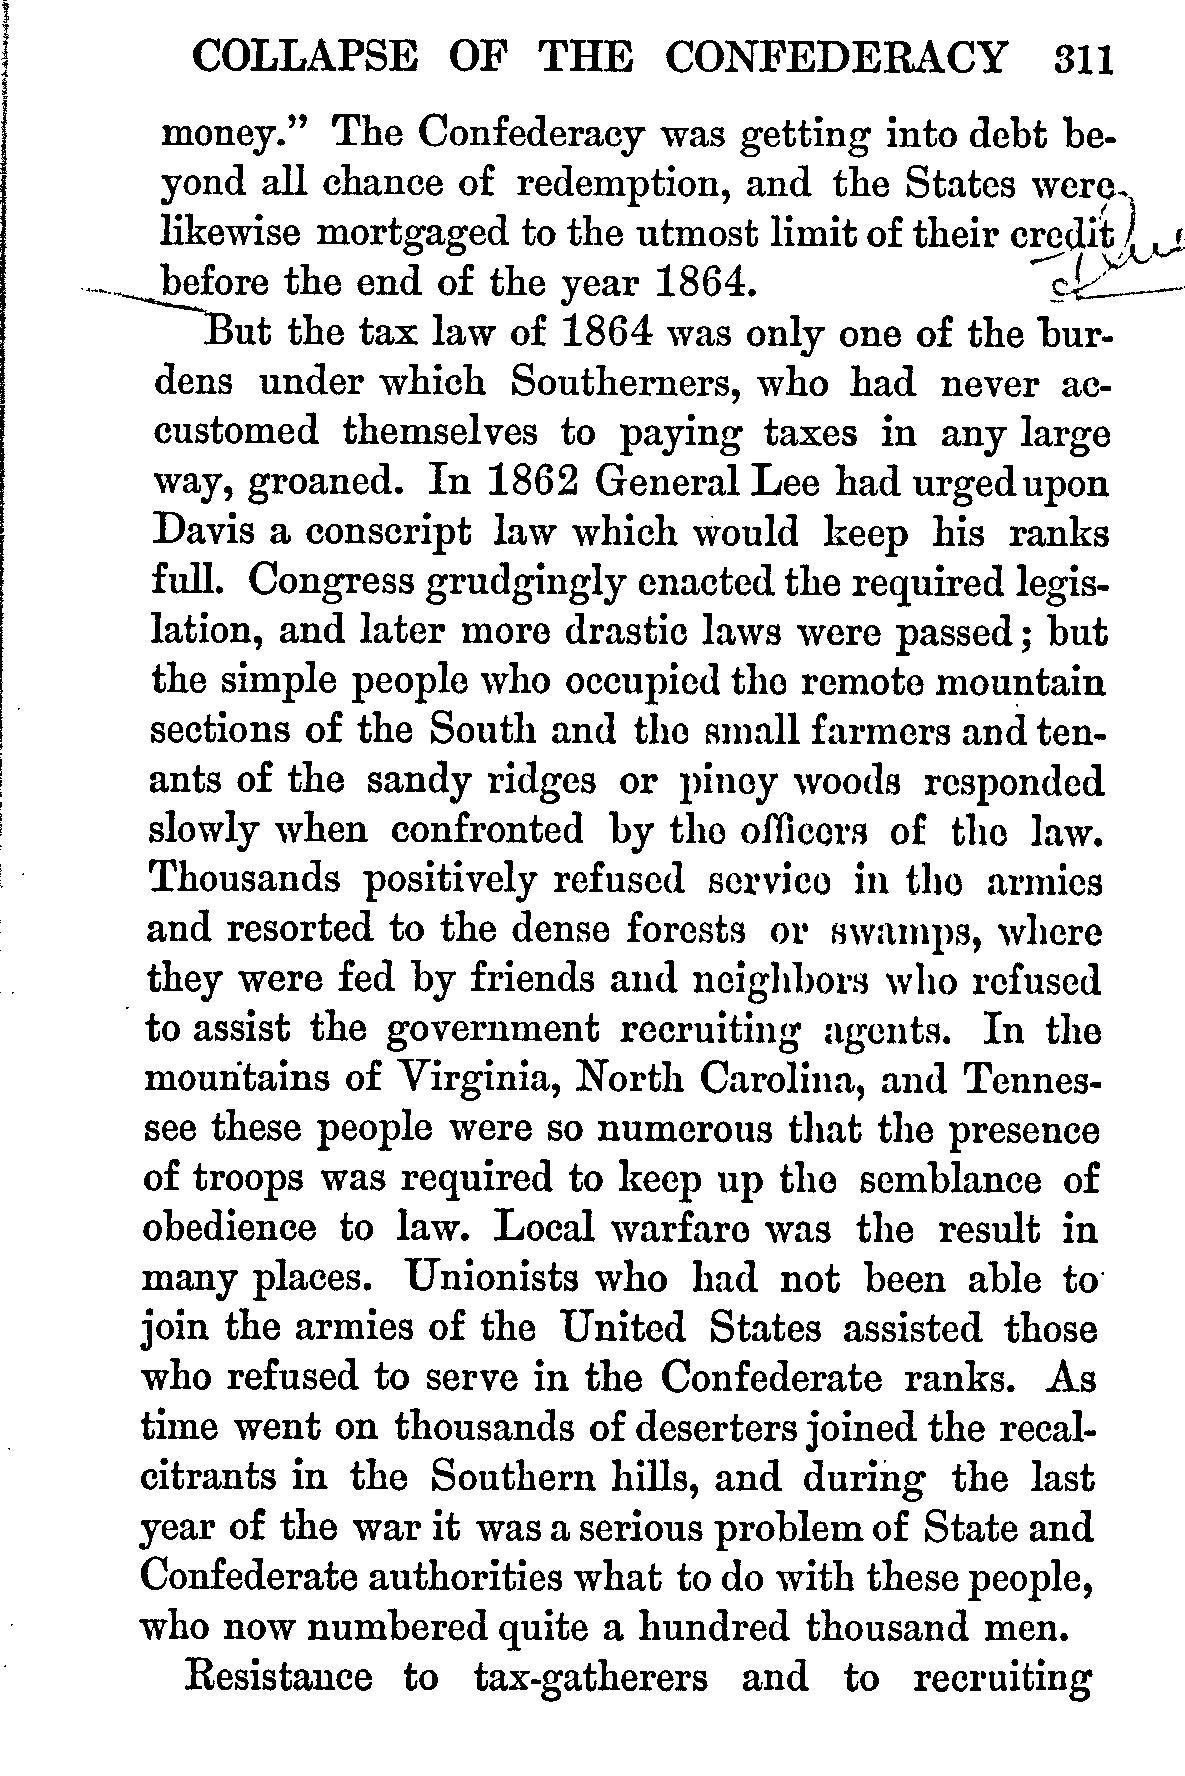 COLLAPSE OF THE CONFEDERACY 311
money." The Confederacy was getting into debt be-
yond all chance of redemption, and the States were
likewise mortgaged to the utmost limit of their credit
before the end of the year 1864.
But the tax law of 1864 was only one of the bur-
dens under which Southerners, who had never ac-
customed themselves to paying taxes in any large
way, groaned. In 1862 General Lee had urged upon
Davis a conscript law which would keep his ranks
full. Congress grudgingly enacted the required legis-
lation, and later more drastic laws were passed; but
the simple people who occupied the remote mountain
sections of the South and the small farmers and ten-
ants of the sandy ridges or piney woods responded
slowly when confronted by the officers of the law.
Thousands positively refused service in the armies
and resorted to the dense forests or swamps, where
they were fed by friends and neighbors who refused
to assist the government recruiting agents. In the
mountains of Virginia, North Carolina, and Tennes-
see these people were so numerous that the presence
of troops was required to keep up the semblance of
obedience to law. Local warfare was the result in
many places. Unionists who had not been able to
join the armies of the United States assisted those
who refused to serve in the Confederate ranks. As
time went on thousands of deserters joined the recal-
citrants in the Southern hills, and during the last
year of the war it was a serious problem of State and
Confederate authorities what to do with these people,
who now numbered quite a hundred thousand men.
Resistance to tax-gatherers and to recruiting